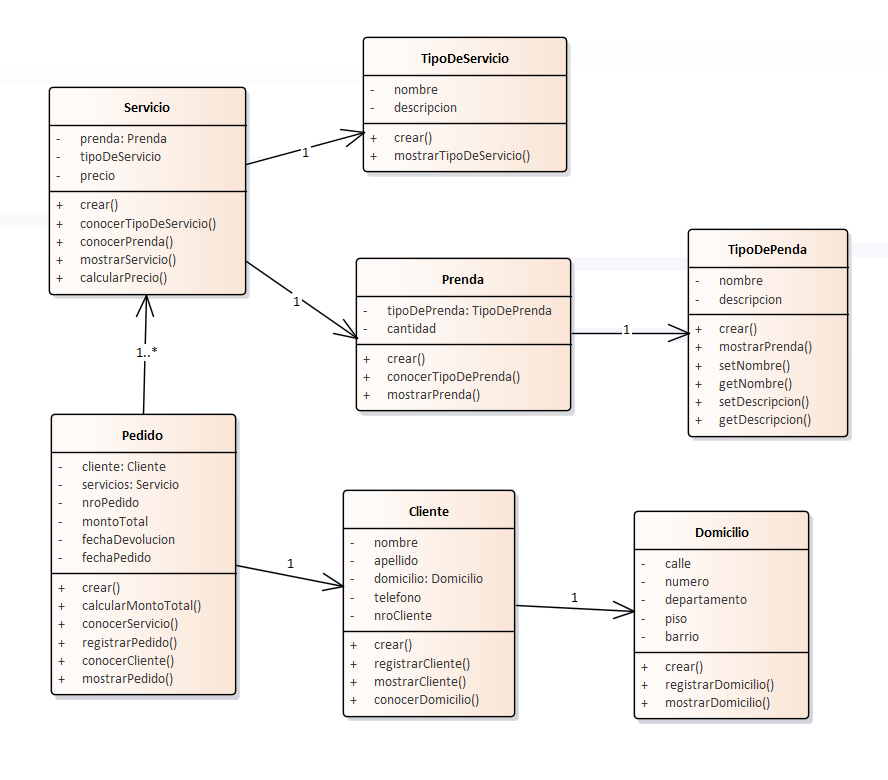 TipoDeServicio
- nombre
- descripcion
+ crear()
+ mostrarTipoDeServicio()
Servicio
- prenda: Prenda
- tipoDeServicio
- precio
+ crear()
+ conocerTipoDeServicio()
+ conocerPrenda()
+ mostrarServicio()
+ calcularPrecio()
1
1
1..*
Prenda
- tipoDePrenda: TipoDePrenda
- cantidad
+ crear()
+ conocerTipoDePrenda()
+ mostrarPrenda()
1
TipoDePenda
- nombre
- descripcion
+ crear()
+ mostrarPrenda()
+ setNombre()
+ getNombre()
+ setDescripcion()
+ getDescripcion()
Pedido
- cliente: Cliente
- servicios: Servicio
- nroPedido
- montoTotal
- fechaDevolucion
- fechaPedido
+ crear()
+ calcularMontoTotal()
+ conocerServicio()
+ registrarPedido()
+ conocerCliente()
+ mostrarPedido()
1
Cliente
- nombre
- apellido
- domicilio: Domicilio
- telefono
- nroCliente
+ crear()
+ registrarCliente()
+ mostrarCliente()
+ conocerDomicilio()
1
Domicilio
- calle
- numero
- departamento
- piso
- barrio
+ crear()
+ registrarDomicilio()
+ mostrarDomicilio()